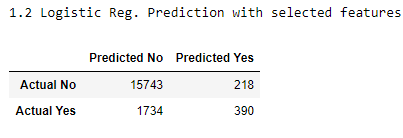 1.2 Logistic Reg. Prediction with selected features
Predicted No Predicted Yes
Actual No 15743 218
Actual Yes 1734 390